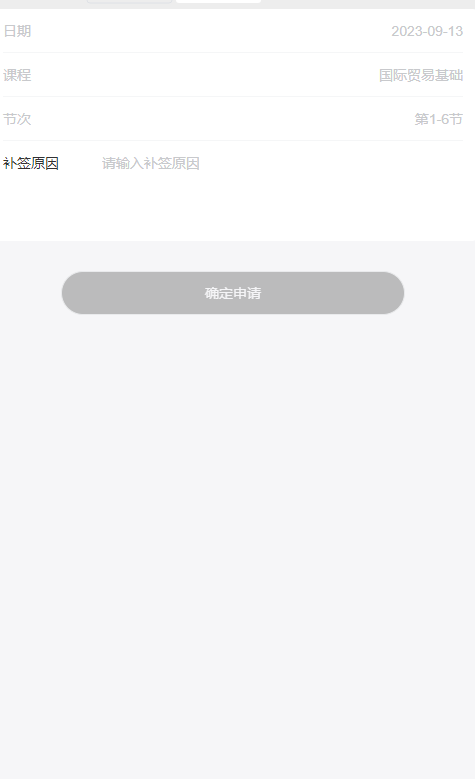 日期 2023-09-13
课程 国际贸易基础
节次 第1-6节
补签原因 请输入补签原因
确定申请